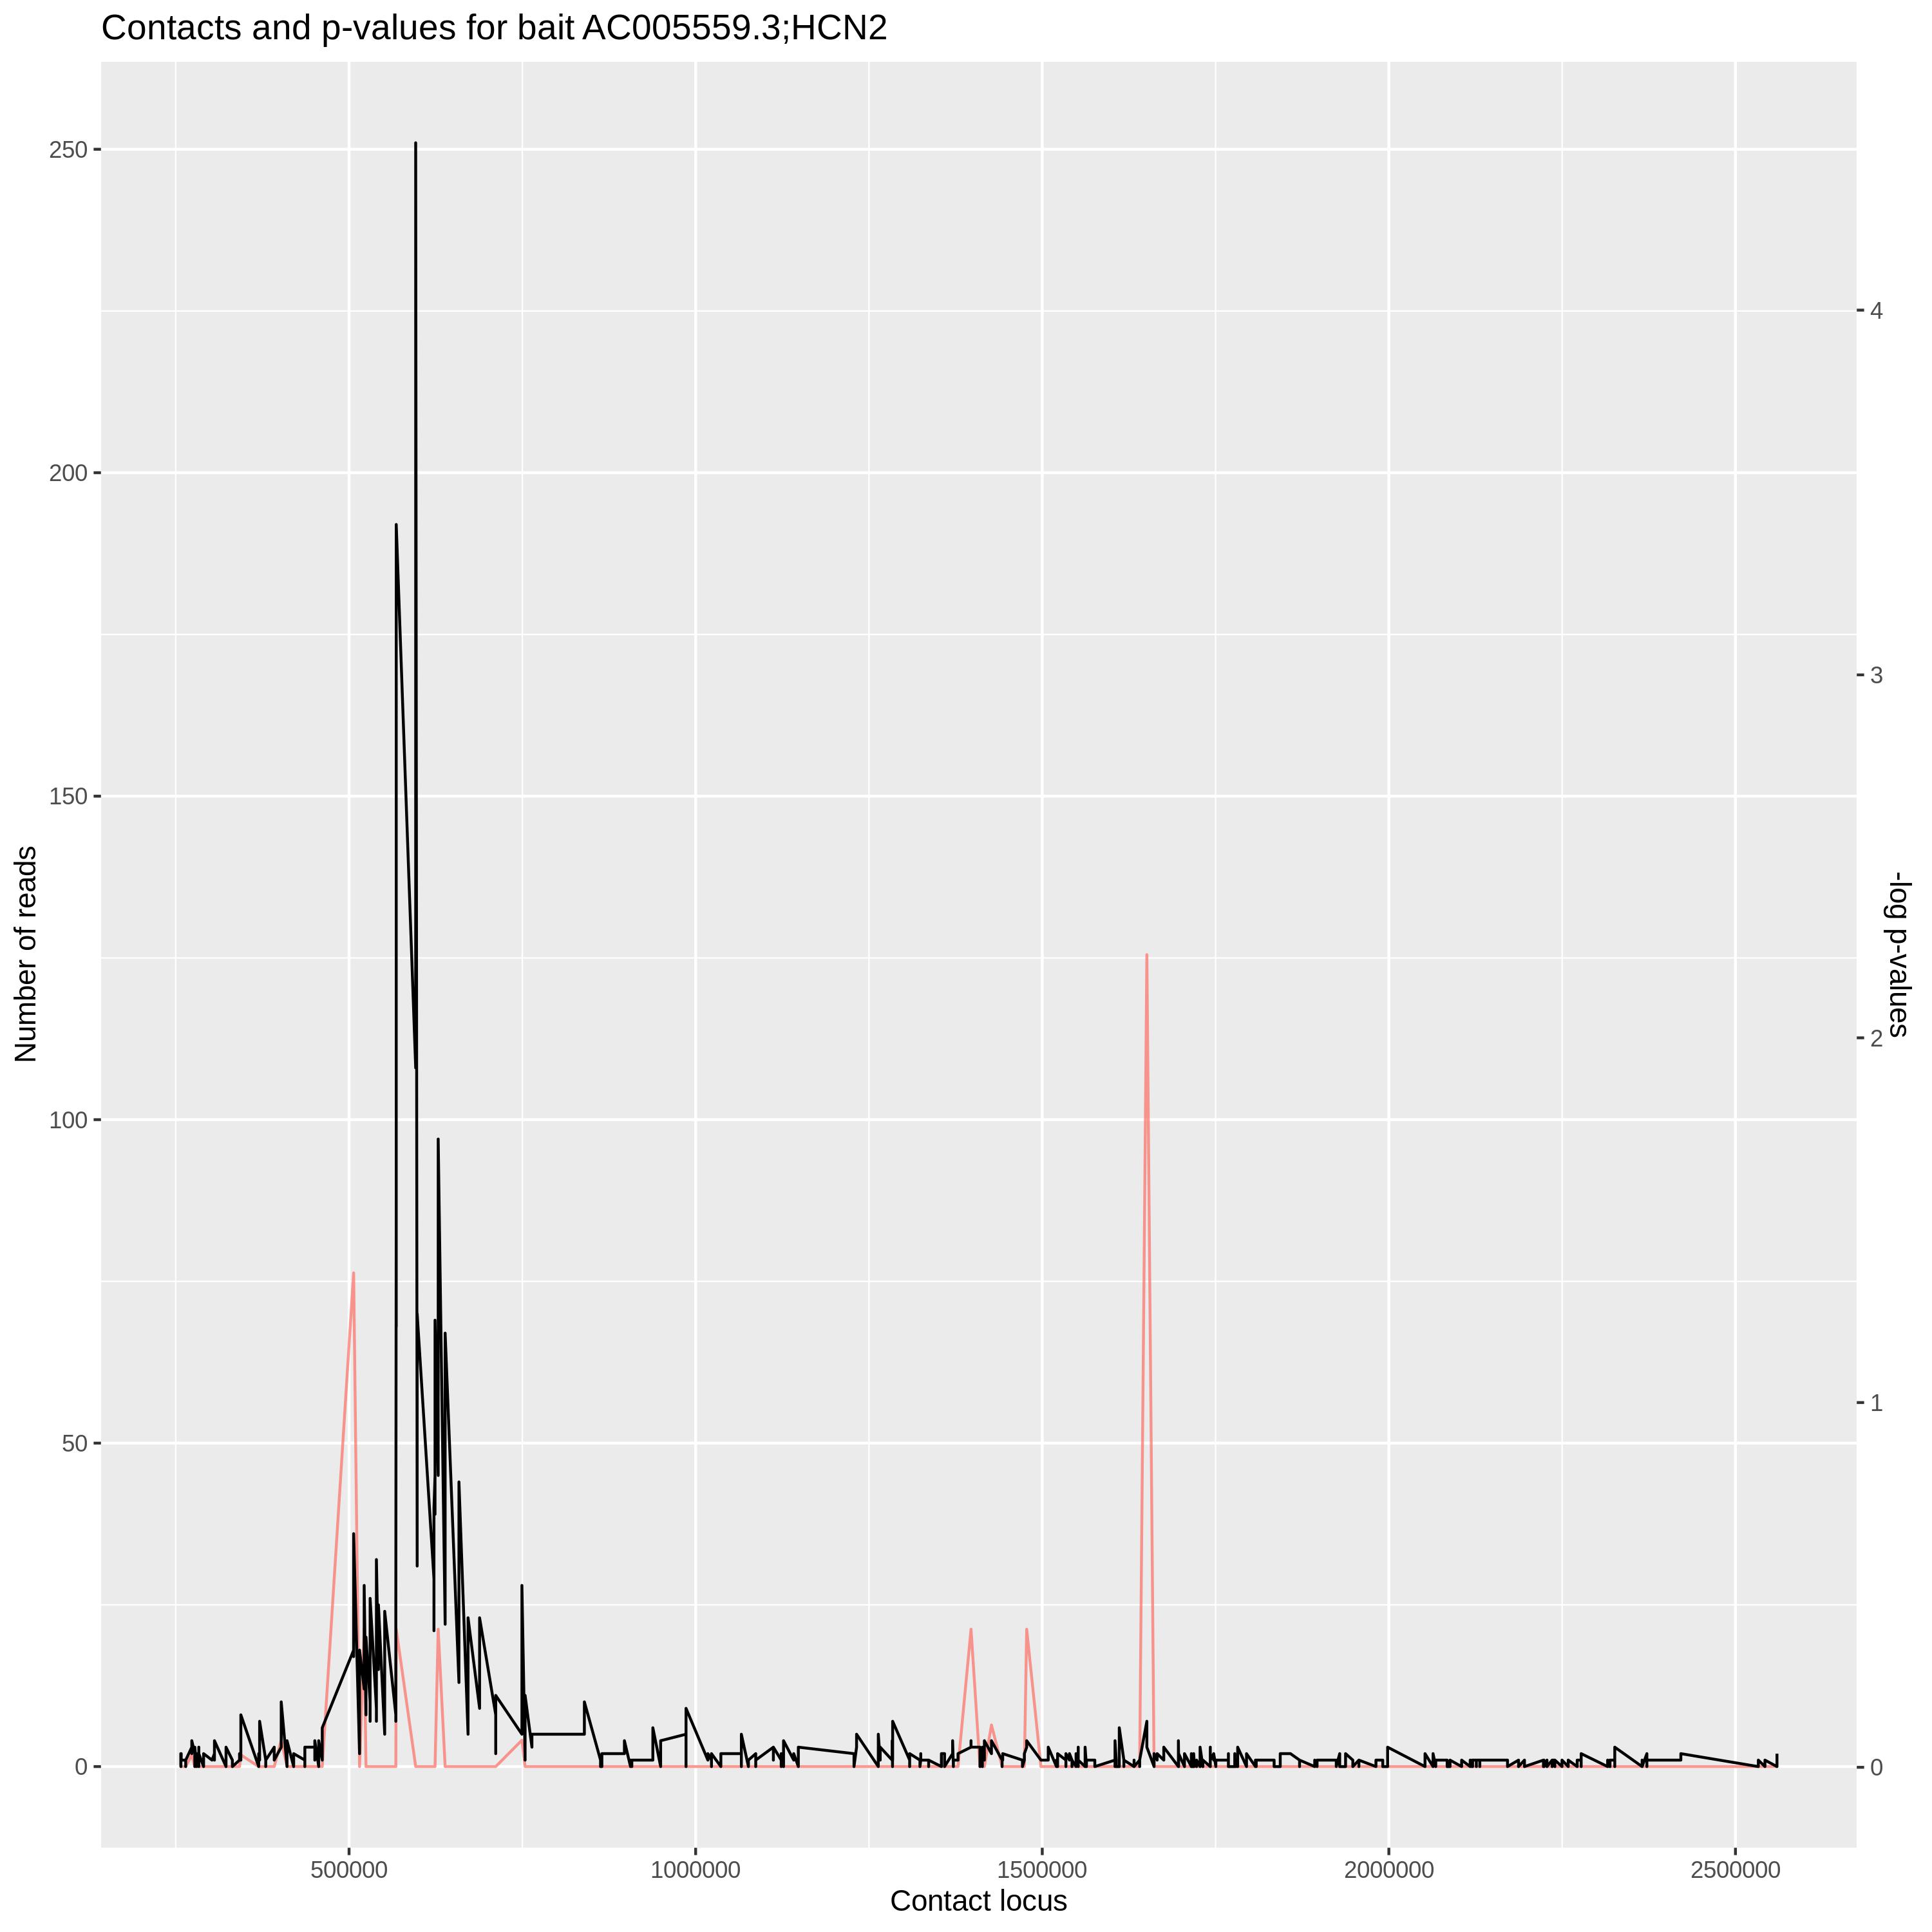 Contacts and p-values for bait AC005559.3;HCN2
250
200
150
100
50
0
Number of reads
4
3
2
1
0
-log p-values
500000 1000000 1500000 2000000 2500000
Contact locus